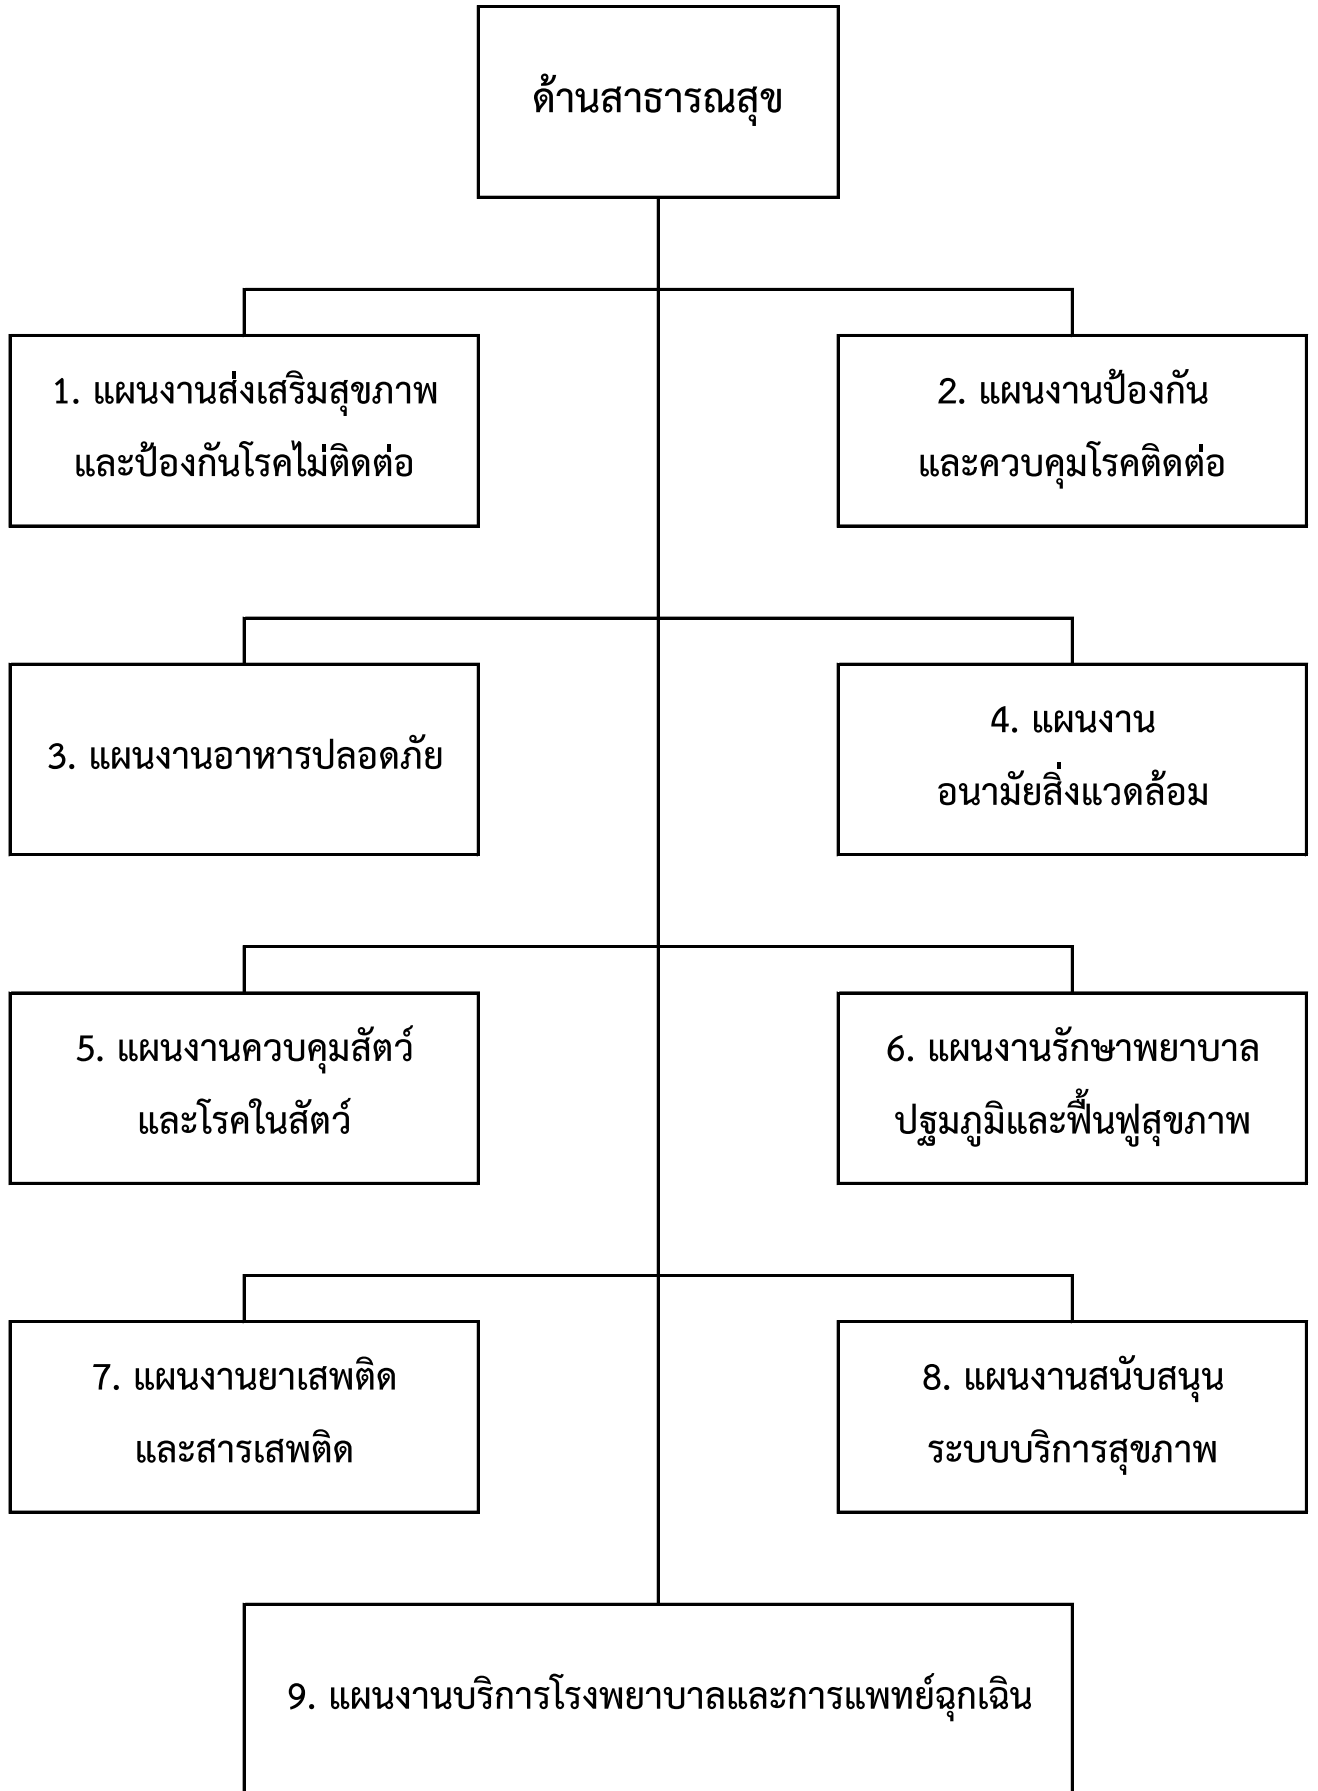 ด้านสาธารณสุข
1. แผนงานส่งเสริมสุขภาพ
และป้องกันโรคไม่ติดต่อ
2. แผนงานป้องกัน
และควบคุมโรคติดต่อ
3. แผนงานอาหารปลอดภัย
4. แผนงาน
อนามัยสิ่งแวดล้อม
5. แผนงานควบคุมสัตว์
และโรคในสัตว์
6. แผนงานรักษาพยาบาล
ปฐมภูมิและฟื้นฟูสุขภาพ
7. แผนงานยาเสพติด
และสารเสพติด
8. แผนงานสนับสนุน
ระบบบริการสุขภาพ
9. แผนงานบริการโรงพยาบาลและการแพทย์ฉุกเฉิน